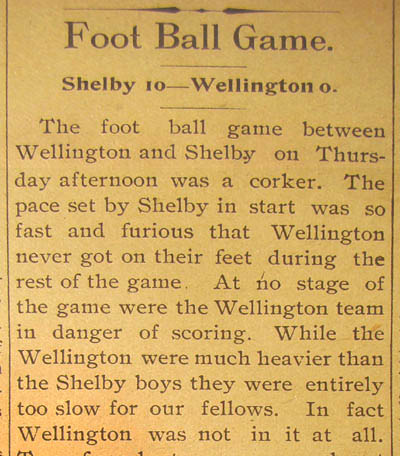 Foot Ball Game.
Shelby 10—Wellington 0.
The foot ball game between
Wellington and Shelby on Thurs-
day afternoon was a corker. The
pace set by Shelby in start was so
fast and furious that Wellington
never got on their feet during the
rest of the game. At no stage of
the game were the Wellington team
in danger of scoring. While the
Wellington were much heavier than
the Shelby boys they were entirely
too slow for our fellows. In fact
Wellington was not in it at all.